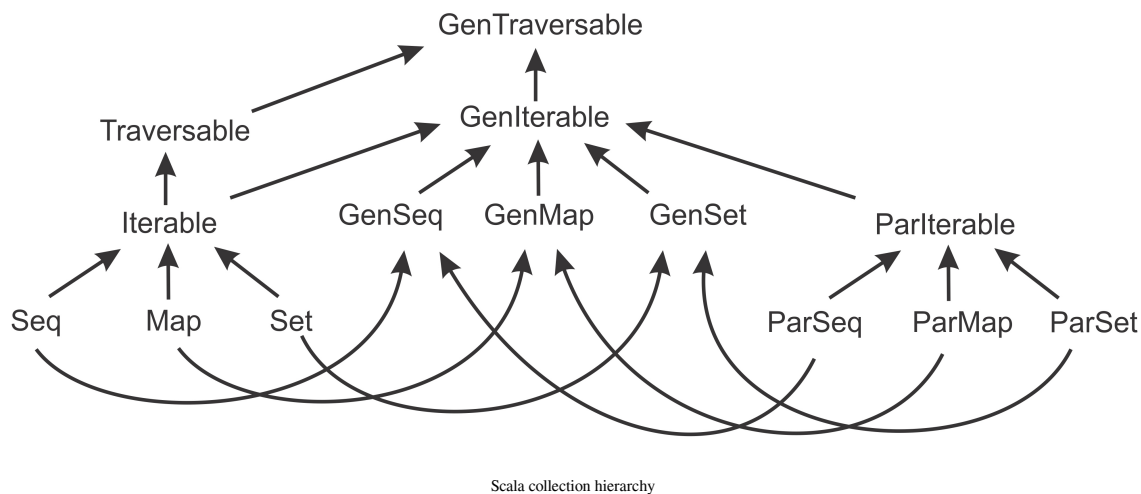 GenTraversable
GenIterable
Traversable
Iterable
GenSeq
GenMap
GenSet
ParIterable
Seq
Map
Set
ParSeq
ParMap
ParSet
Scala collection hierarchy